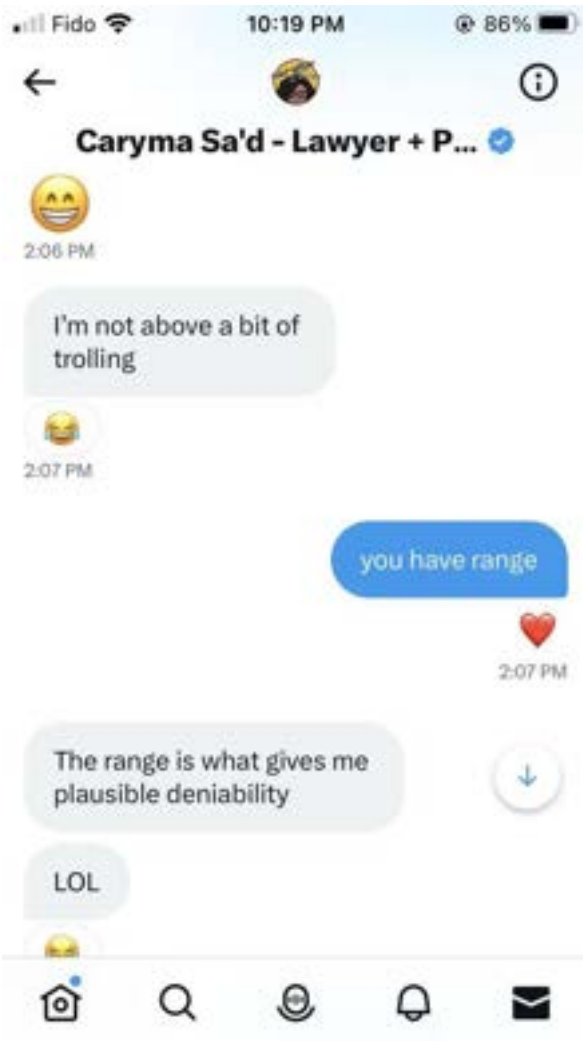 Fido 10:19 PM 86%
Caryma Sa'd - Lawyer + P...
2:06 PM
I'm not above a bit of
trolling
2:07 PM
you have range
2:07 PM
The range is what gives me
plausible deniability
LOL